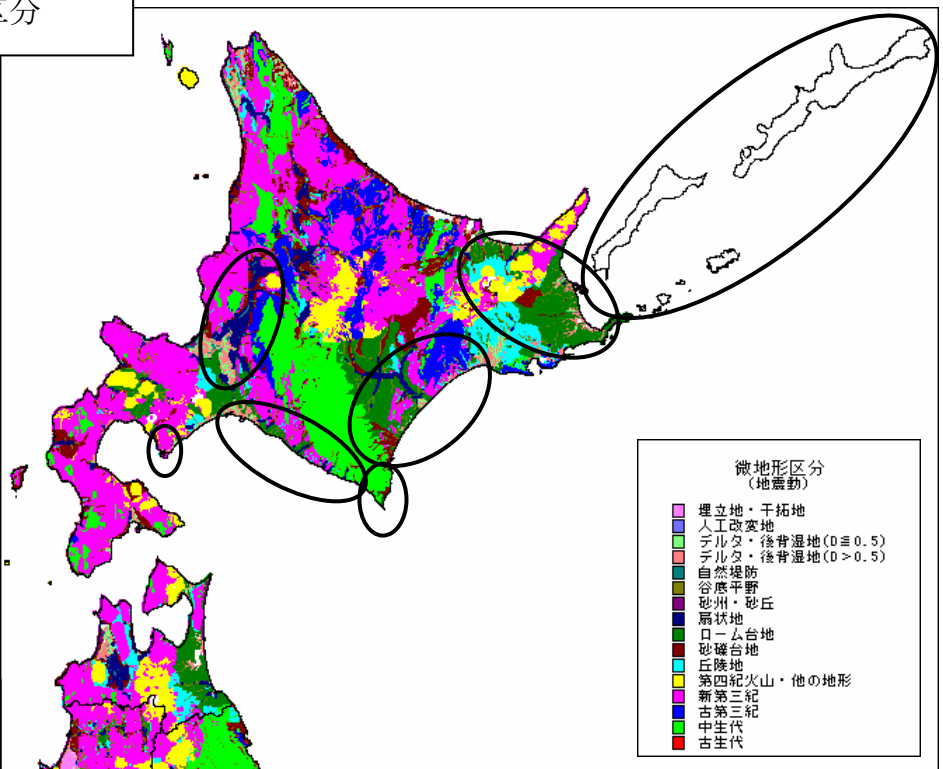 区分
微地形区分
(地震動)
埋立地・干拓地
人工改変地
デルタ・後背湿地(D≦0.5)
デルタ・後背湿地(D>0.5)
自然堤防
谷底平野
砂州・砂丘
扇状地
ローム台地
砂礫台地
丘陵地
第四紀火山・他の地形
新第三紀
古第三紀
中生代
古生代